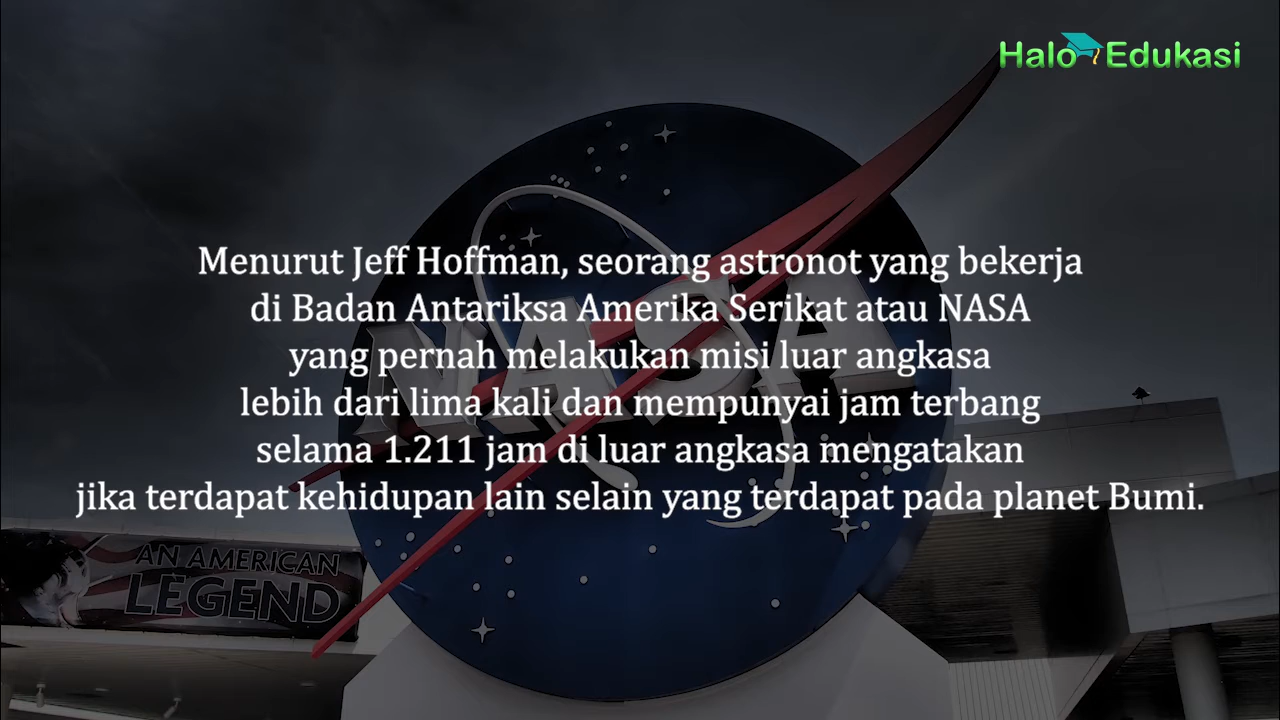 Halo Edukasi
Menurut Jeff Hoffman, seorang astronot yang bekerja
di Badan Antariksa Amerika Serikat atau NASA
yang pernah melakukan misi luar angkasa
lebih dari lima kali dan mempunyai jam terbang
selama 1.211 jam di luar angkasa mengatakan
jika terdapat kehidupan lain selain yang terdapat pada planet Bumi.
NASA
AN AMERICAN
LEGEND